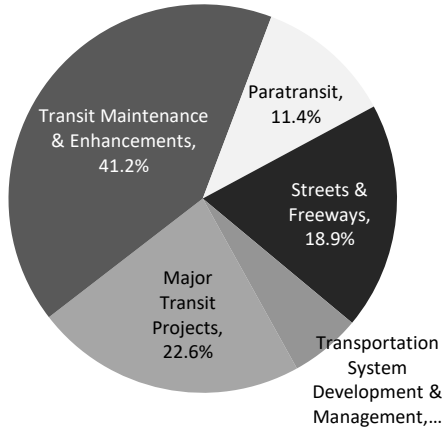 Paratransit,
11.4%
Transit Maintenance
& Enhancements,
41.2%
Streets &
Freeways,
18.9%
Major
Transit
Projects,
22.6%
Transportation
System
Development &
Management,...